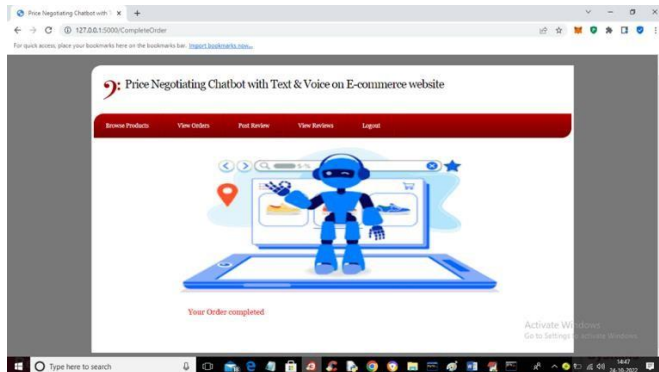 Price Negotiating Chatbot with
127.0.0.1:5000/CompleteOrder
For quick access, place your bookmarks here on the bookmarks bar. Import bookmarks now...
Price Negotiating Chatbot with Text & Voice on E-commerce website
Browse Products View Orders Post Review View Reviews Logout
Your Order completed
Activate Windows
Go to Settings to activate Windows.
Type here to search
14:47
24-10-2022